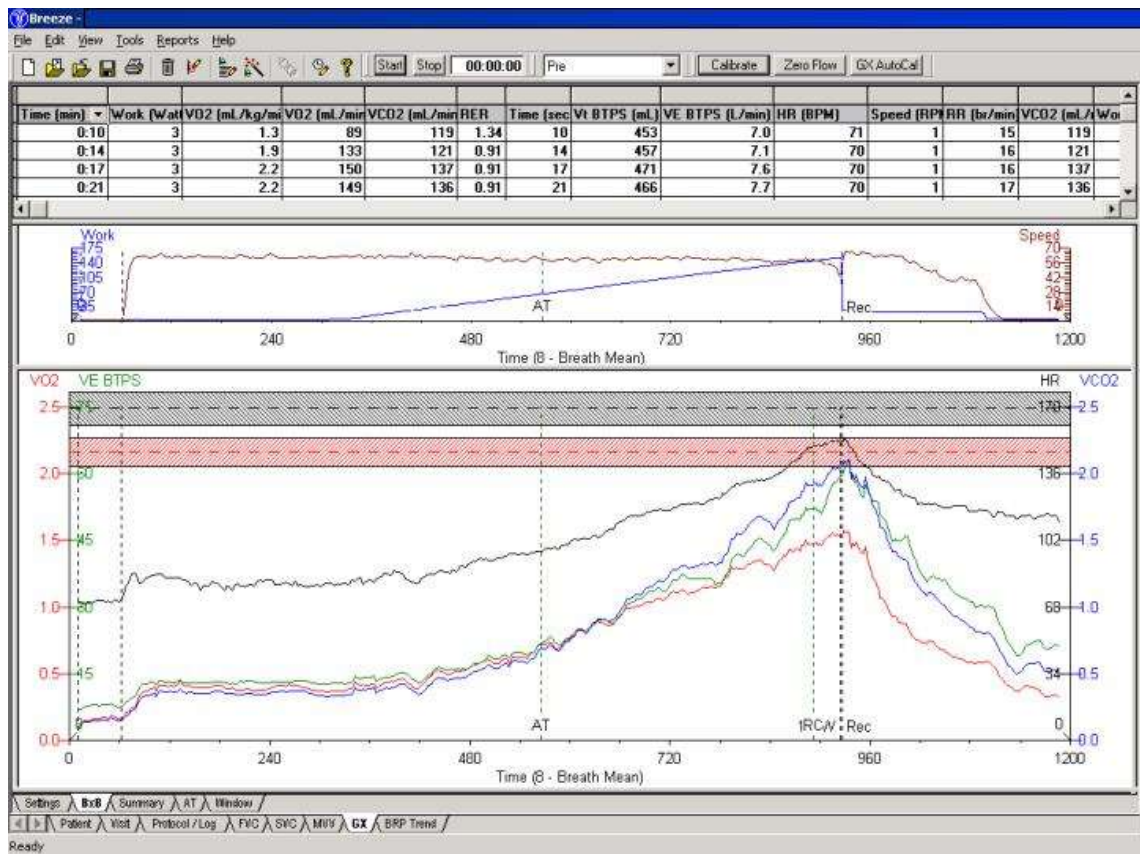 Breeze -
File Edit View Tools Reports Help
Start Stop 00:00:00 Pre Calibrate Zero Flow GX AutoCal
Time (min) Work (Watt VO2 (mL/kg/mi VO2 (mL/min VCO2 (mL/min RER Time (sec Vt BTPS (mL) VE BTPS (L/min) HR (BPM) Speed (RPM RR (br/min) VCO2 (mL/ Wo
0:10 3 1.3 89 119 1.34 10 453 7.0 71 1 15 119
0:14 3 1.9 133 121 0.91 14 457 7.1 70 1 16 121
0:17 3 2.2 150 137 0.91 17 471 7.6 70 1 16 137
0:21 3 2.2 149 136 0.91 21 466 7.7 70 1 17 136
Work Speed
175 70
140 56
105 42
70 28
35 14
AT Rec
0 240 480 720 960 1200
Time (8 - Breath Mean)
VO2 VE BTPS HR VCO2
2.5 75 170 2.5
2.0 60 136 2.0
1.5 45 102 1.5
1.0 30 68 1.0
0.5 15 34 0.5
0 AT Rec 0
0.0 0.0
0 240 480 720 960 1200
Time (8 - Breath Mean)
Settings BxB Summary AT Window
Patient Visit Protocol / Log FVC SVC MVV GX BRP Trend
Ready